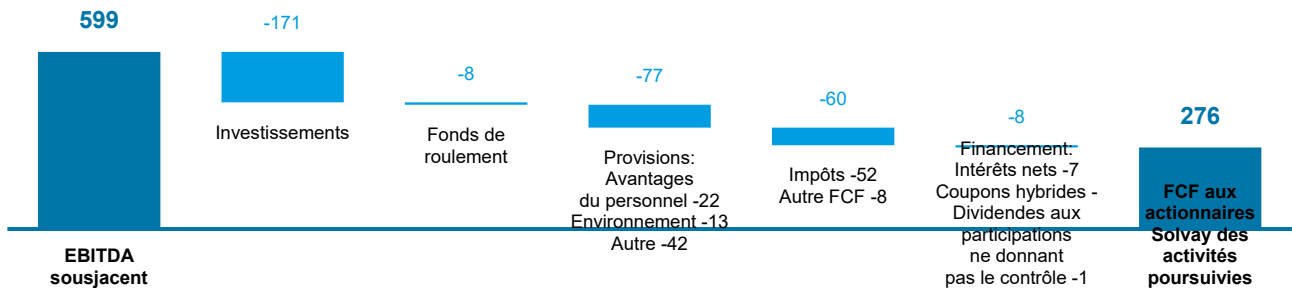 599
-171
-8
-77
-60
-8
276
Investissements
Fonds de
roulement
Provisions:
Avantages
du personnel -22
Environnement -13
Autre -42
Impôts -52
Autre FCF -8
Financement:
Intérêts nets -7
Coupons hybrides -
Dividendes aux
participations
ne donnant
pas le contrôle -1
EBITDA
sousjacent
FCF aux
actionnaires
Solvay des
activités
poursuivies